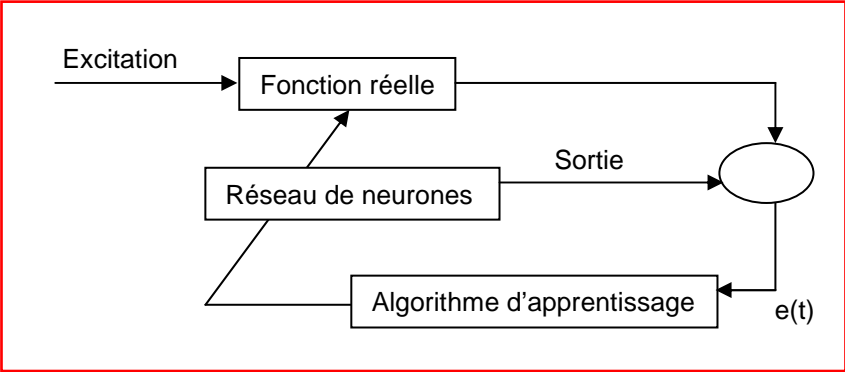 Excitation
Fonction réelle
Sortie
Réseau de neurones
Algorithme d'apprentissage
e(t)